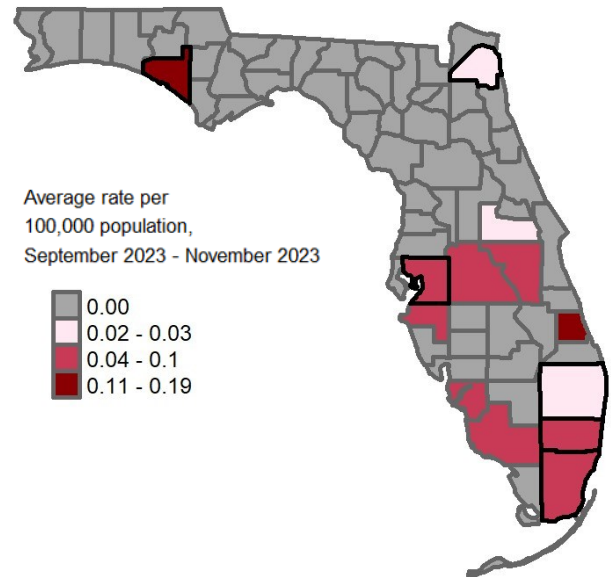 Average rate per
100,000 population,
September 2023 - November 2023
0.00
0.02 - 0.03
0.04 - 0.1
0.11 - 0.19